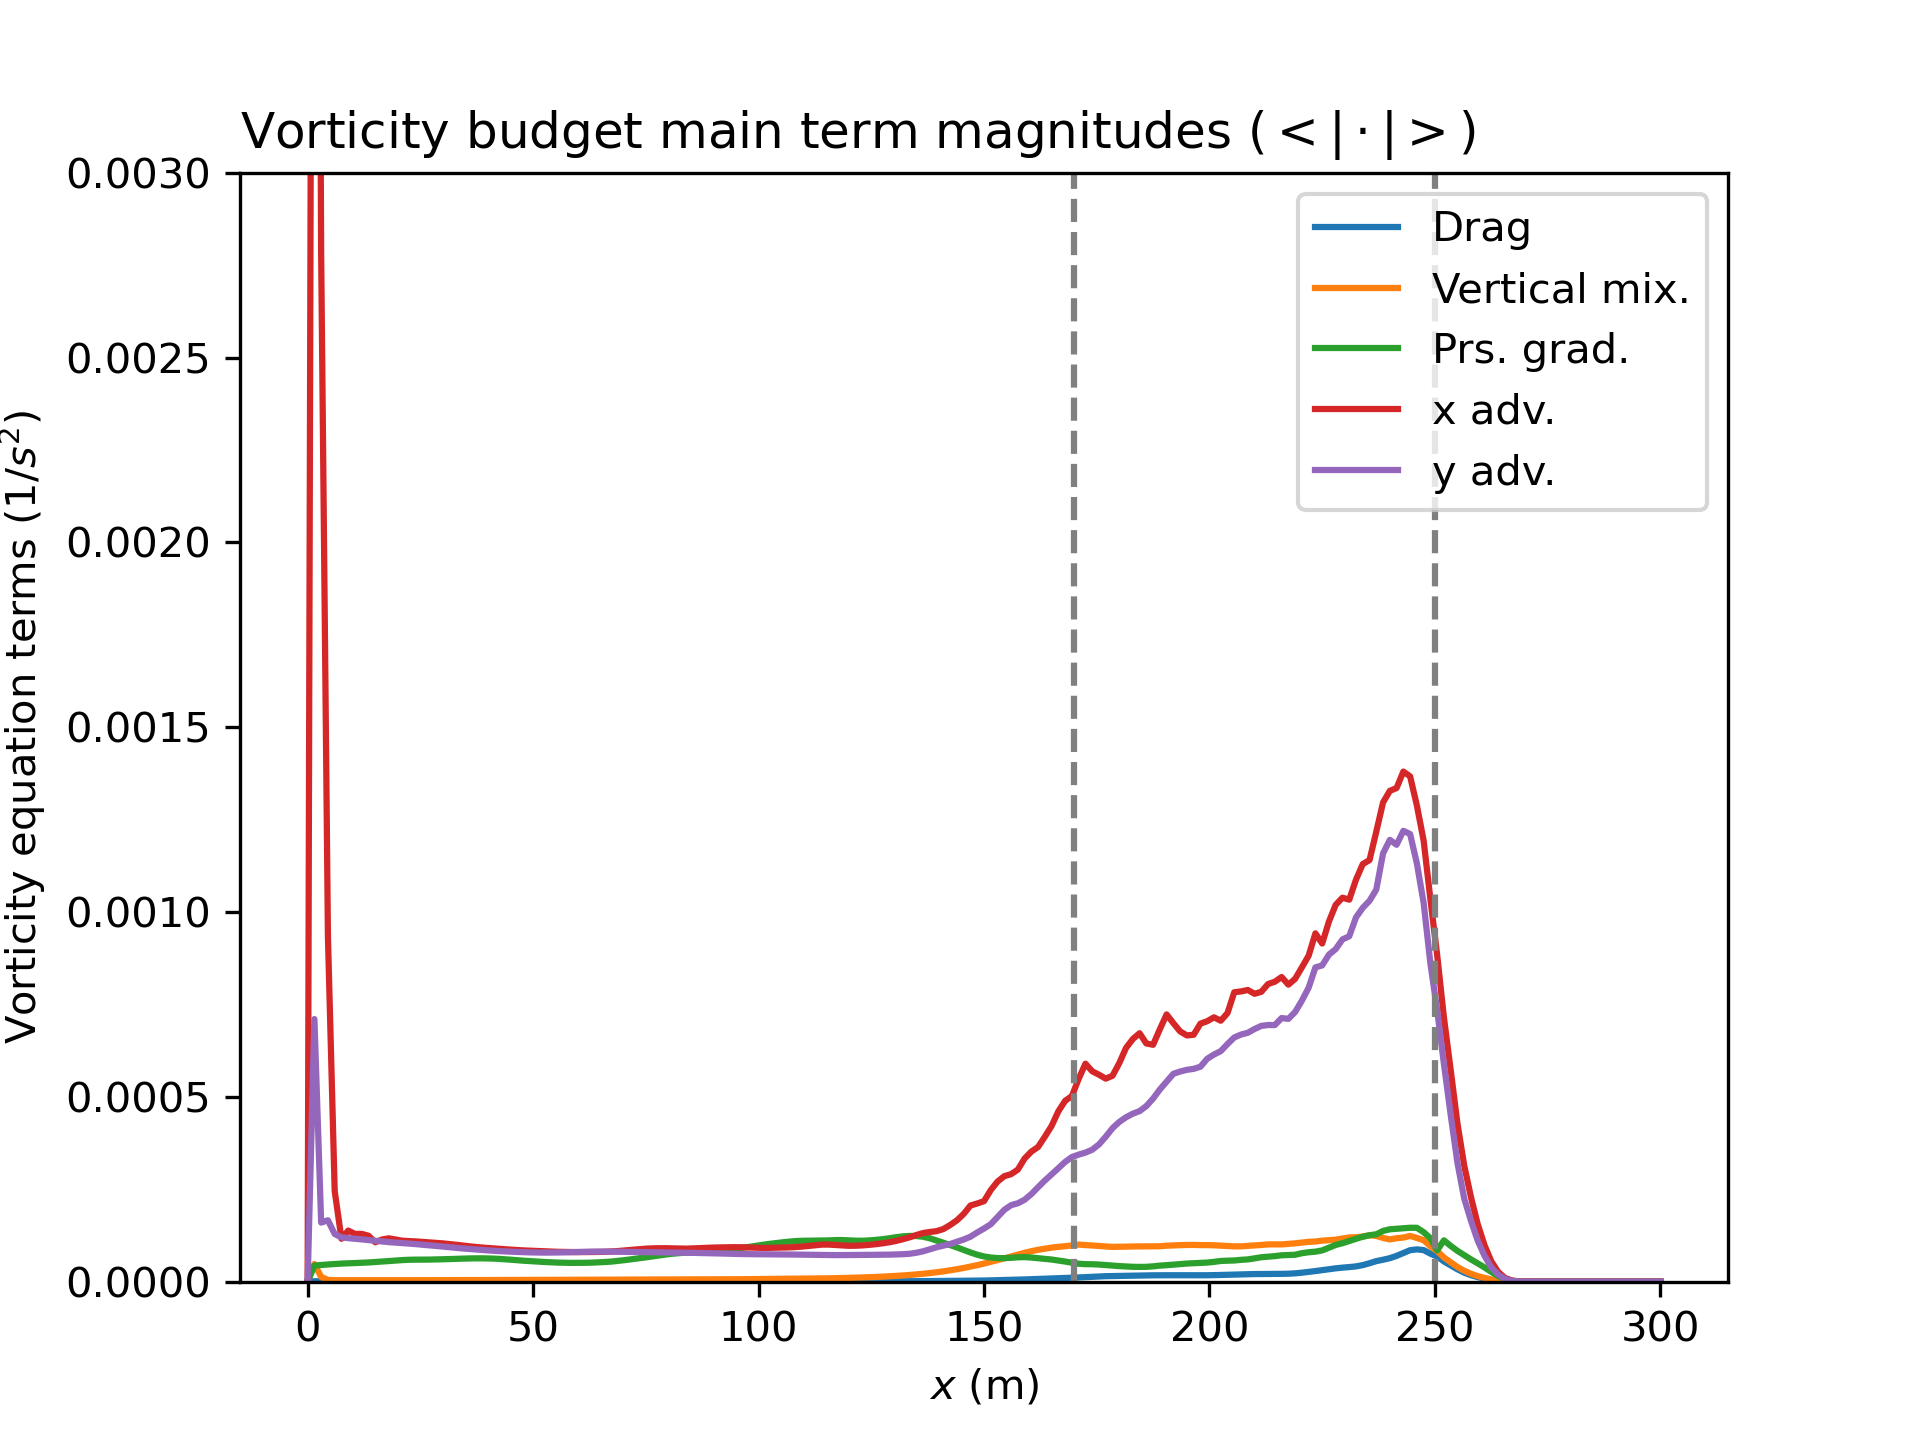 Vorticity budget main term magnitudes (<|·|>)
0.0030
0.0025
0.0020
0.0015
0.0010
0.0005
0.0000
Vorticity equation terms (1/s²)
Drag
Vertical mix.
Prs. grad.
x adv.
y adv.
0 50 100 150 200 250 300
x (m)